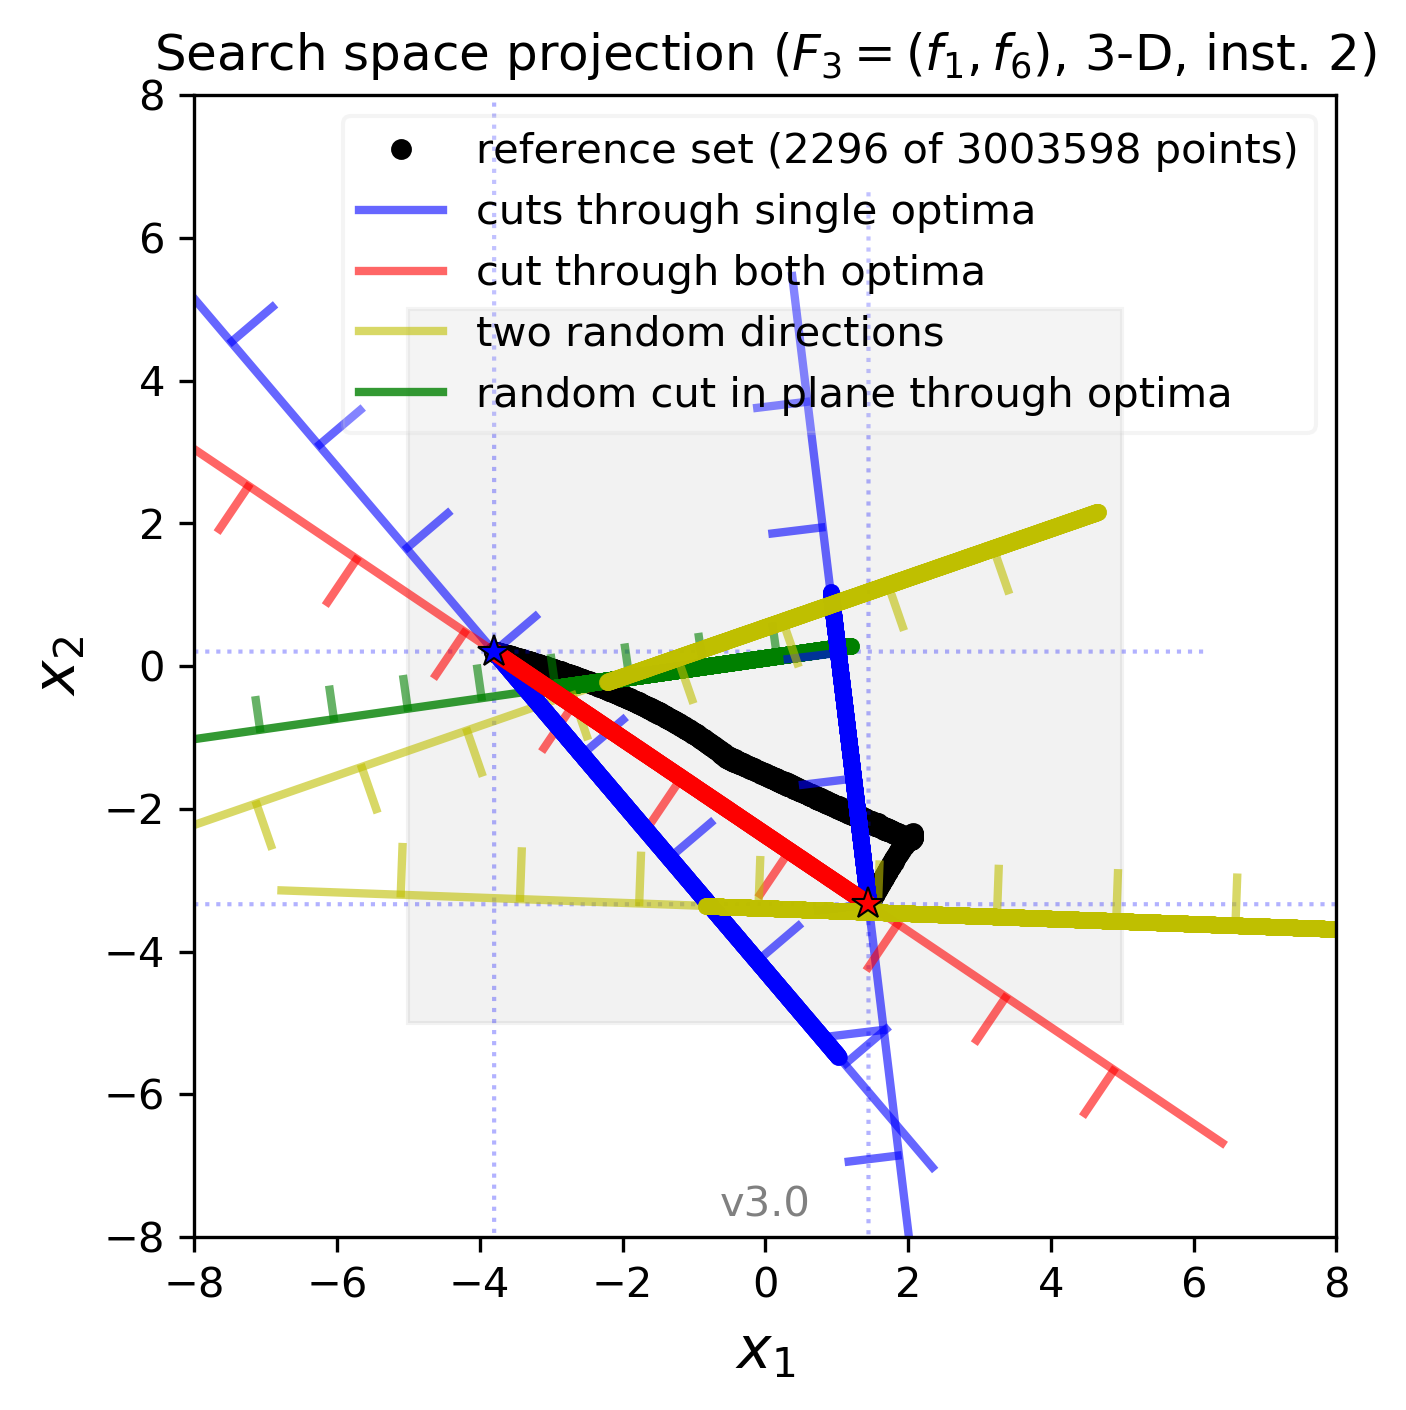 Search space projection (F₃ = (f₁, f₆), 3-D, inst. 2)
8
6
4
2
0
−2
−4
−6
−8
x₂
reference set (2296 of 3003598 points)
cuts through single optima
cut through both optima
two random directions
random cut in plane through optima
v3.0
−8 −6 −4 −2 0 2 4 6 8
x₁